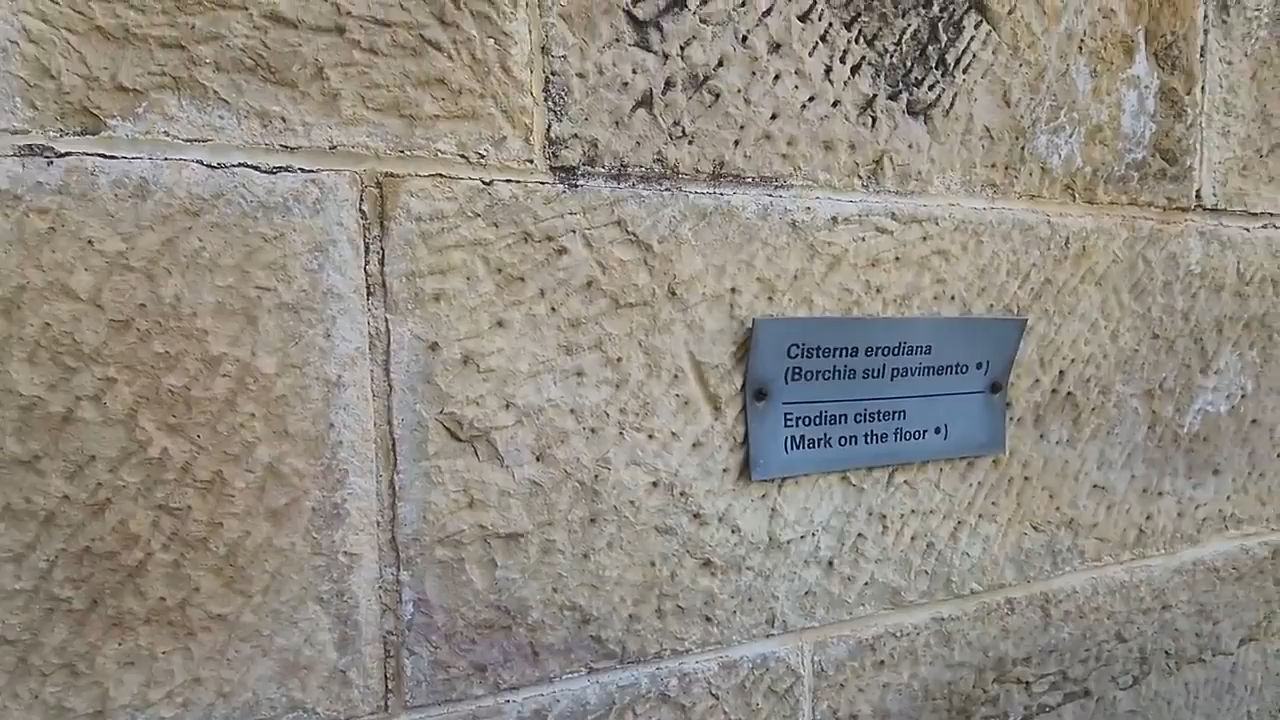 Cisterna erodiana
(Borchia sul pavimento •)
Erodian cistern
(Mark on the floor •)